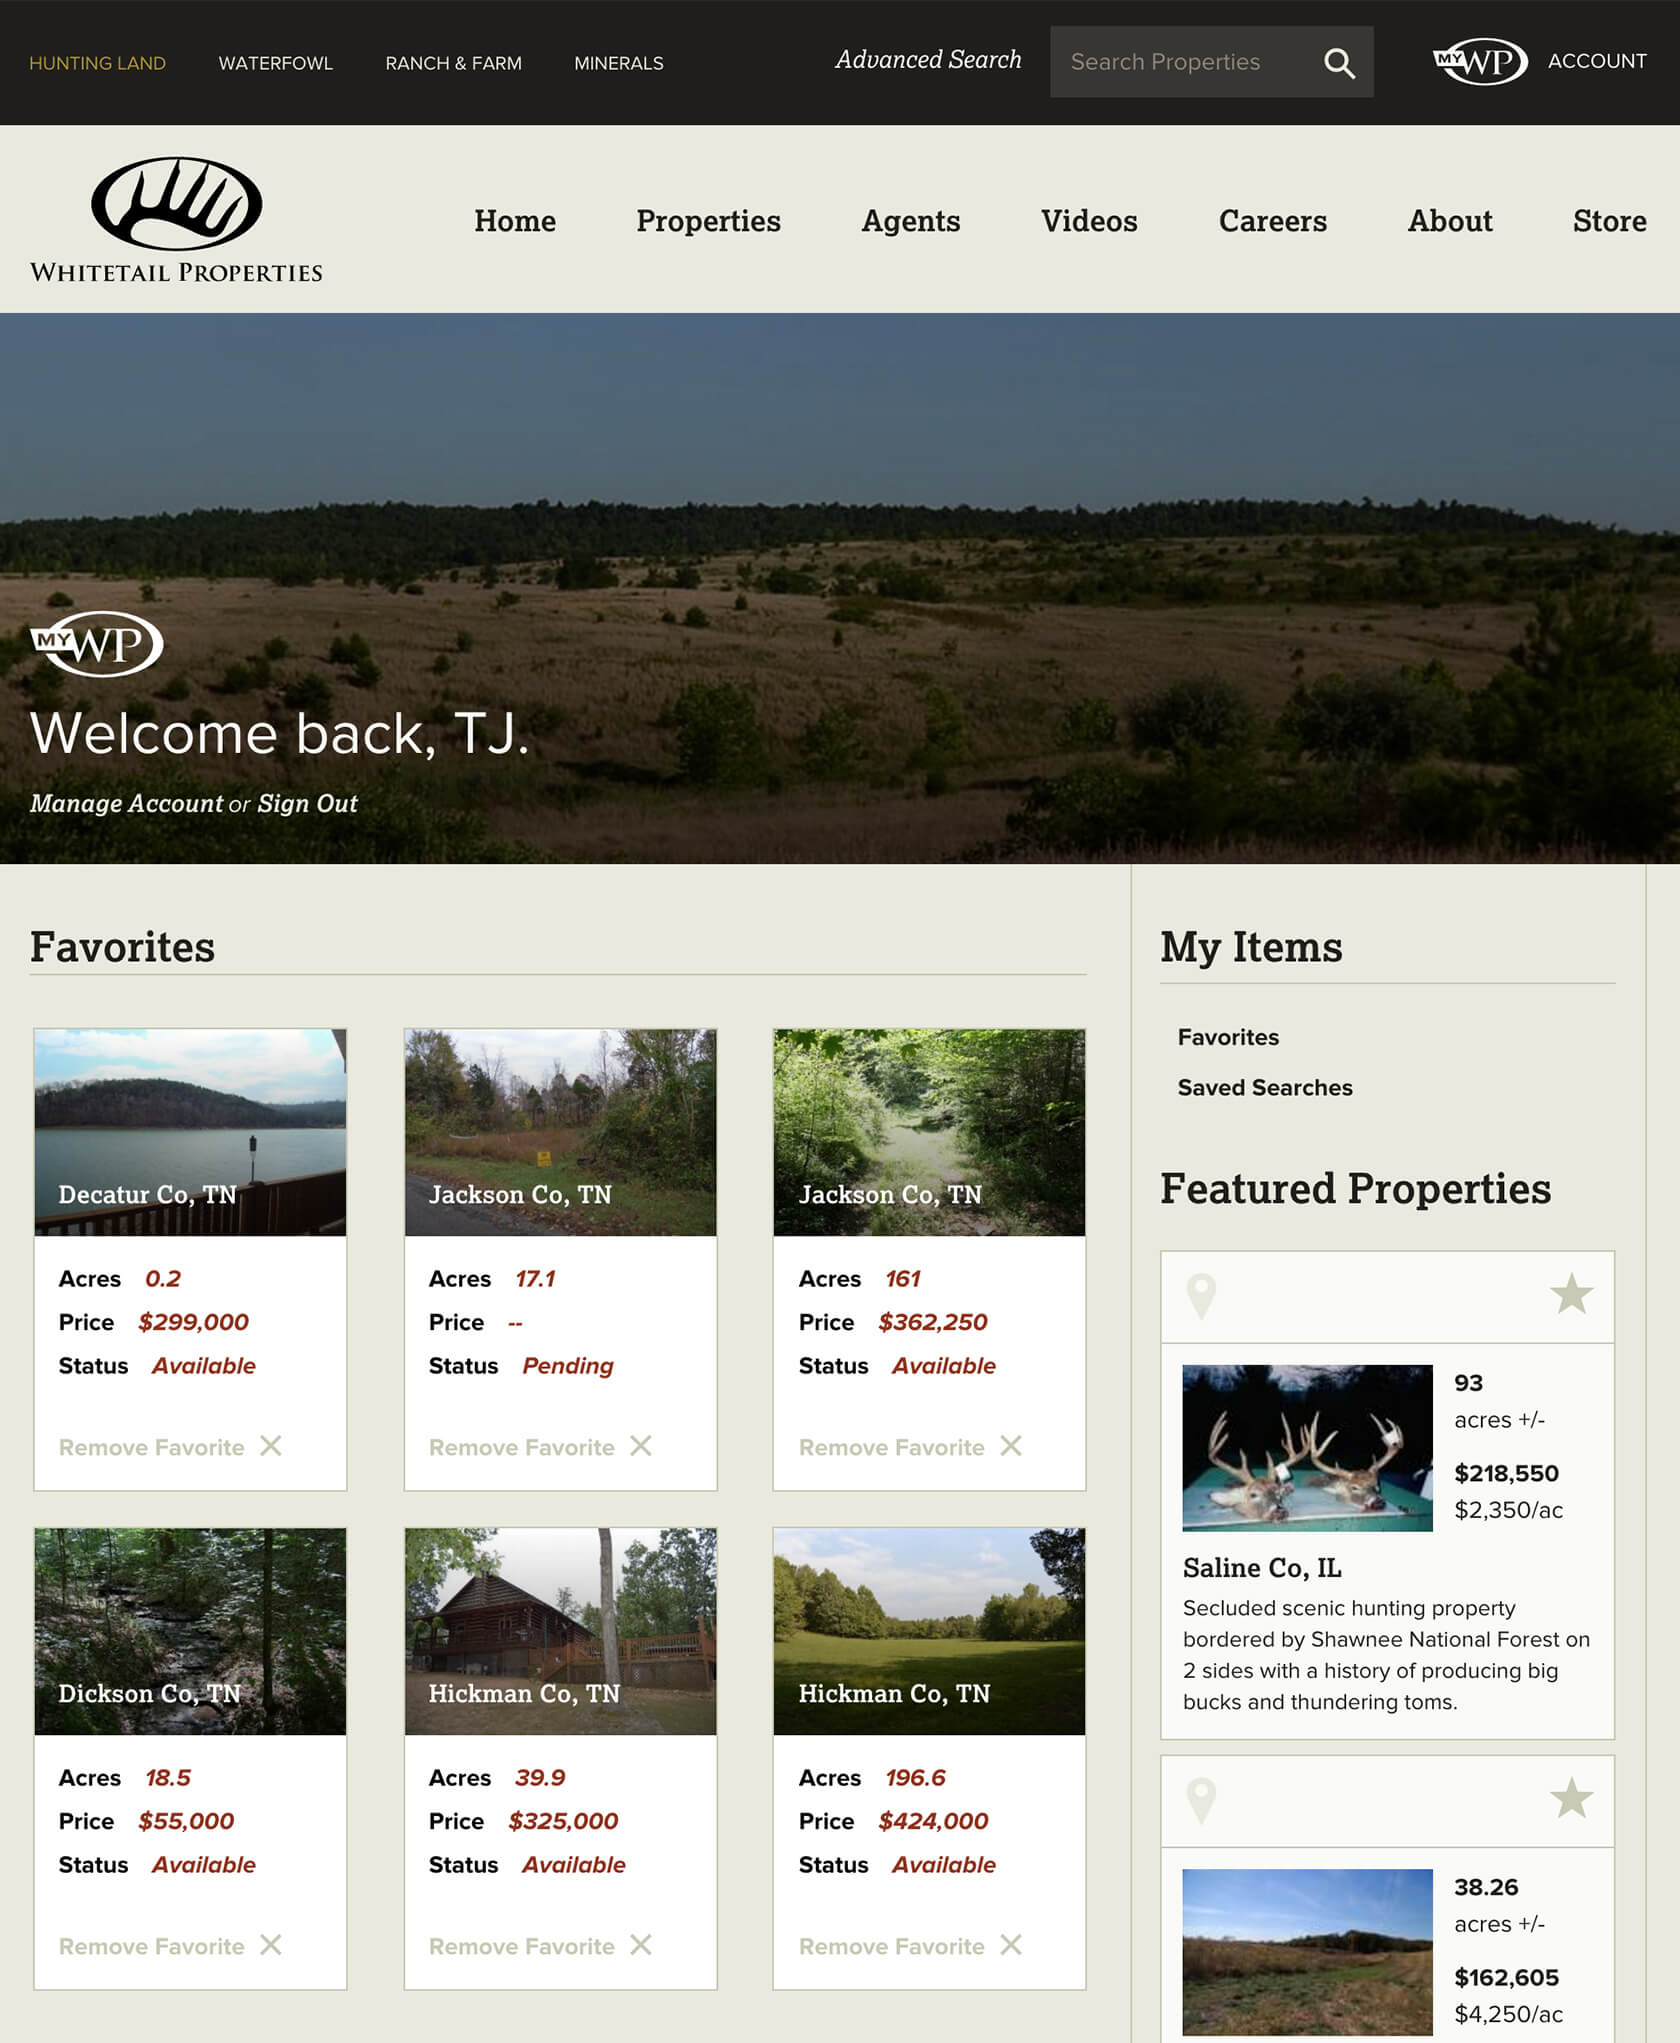 HUNTING LAND WATERFOWL RANCH & FARM MINERALS Advanced Search Search Properties MY WP ACCOUNT
WHITETAIL PROPERTIES
Home Properties Agents Videos Careers About Store
MY WP
Welcome back, TJ.
Manage Account or Sign Out
Favorites
Decatur Co, TN
Acres 0.2
Price $299,000
Status Available
Remove Favorite
Jackson Co, TN
Acres 17.1
Price --
Status Pending
Remove Favorite
Jackson Co, TN
Acres 161
Price $362,250
Status Available
Remove Favorite
Dickson Co, TN
Acres 18.5
Price $55,000
Status Available
Remove Favorite
Hickman Co, TN
Acres 39.9
Price $325,000
Status Available
Remove Favorite
Hickman Co, TN
Acres 196.6
Price $424,000
Status Available
Remove Favorite
My Items
Favorites
Saved Searches
Featured Properties
93
acres +/-
$218,550
$2,350/ac
Saline Co, IL
Secluded scenic hunting property
bordered by Shawnee National Forest on
2 sides with a history of producing big
bucks and thundering toms.
38.26
acres +/-
$162,605
$4,250/ac